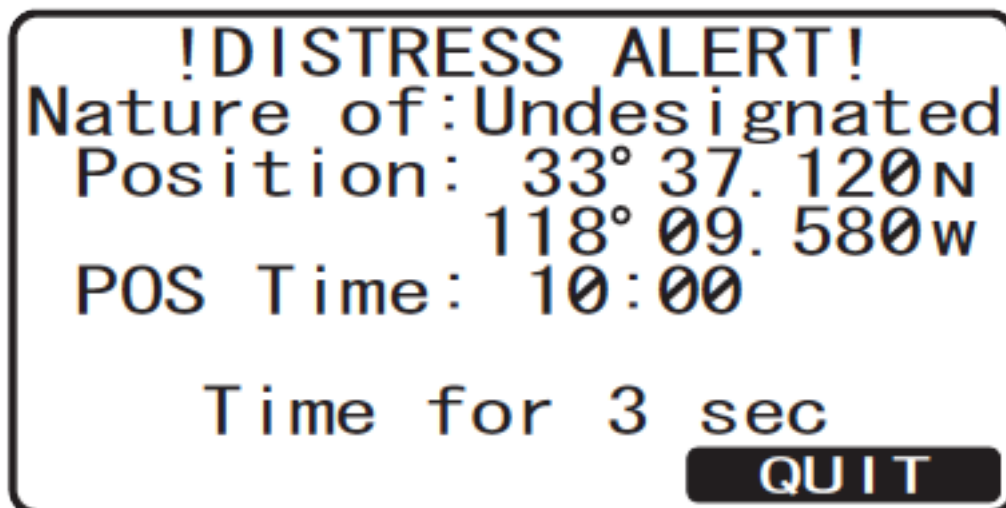 !DISTRESS ALERT!
Nature of:Undesignated
Position: 33°37.120N
118°09.580W
POS Time: 10:00
Time for 3 sec
QUIT